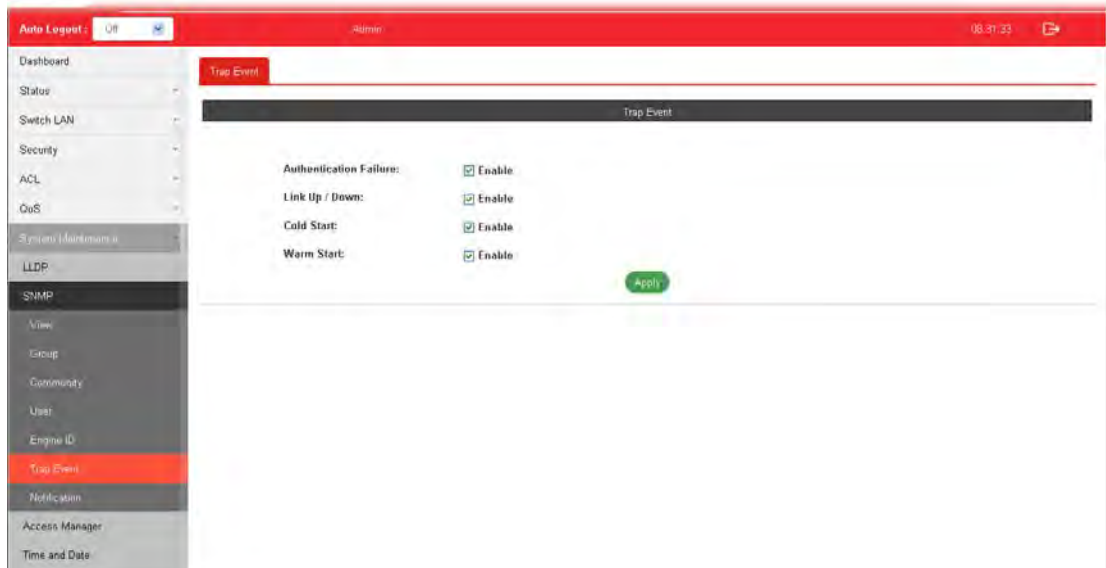 Auto Logout : Off
Admin
08:31:33
Dashboard
Status
Switch LAN
Security
ACL
QoS
System Maintenance
LLDP
SNMP
View
Group
Community
User
Engine ID
Trap Event
Notification
Access Manager
Time and Date
Trap Event
Trap Event
Authentication Failure: Enable
Link Up / Down: Enable
Cold Start: Enable
Warm Start: Enable
Apply